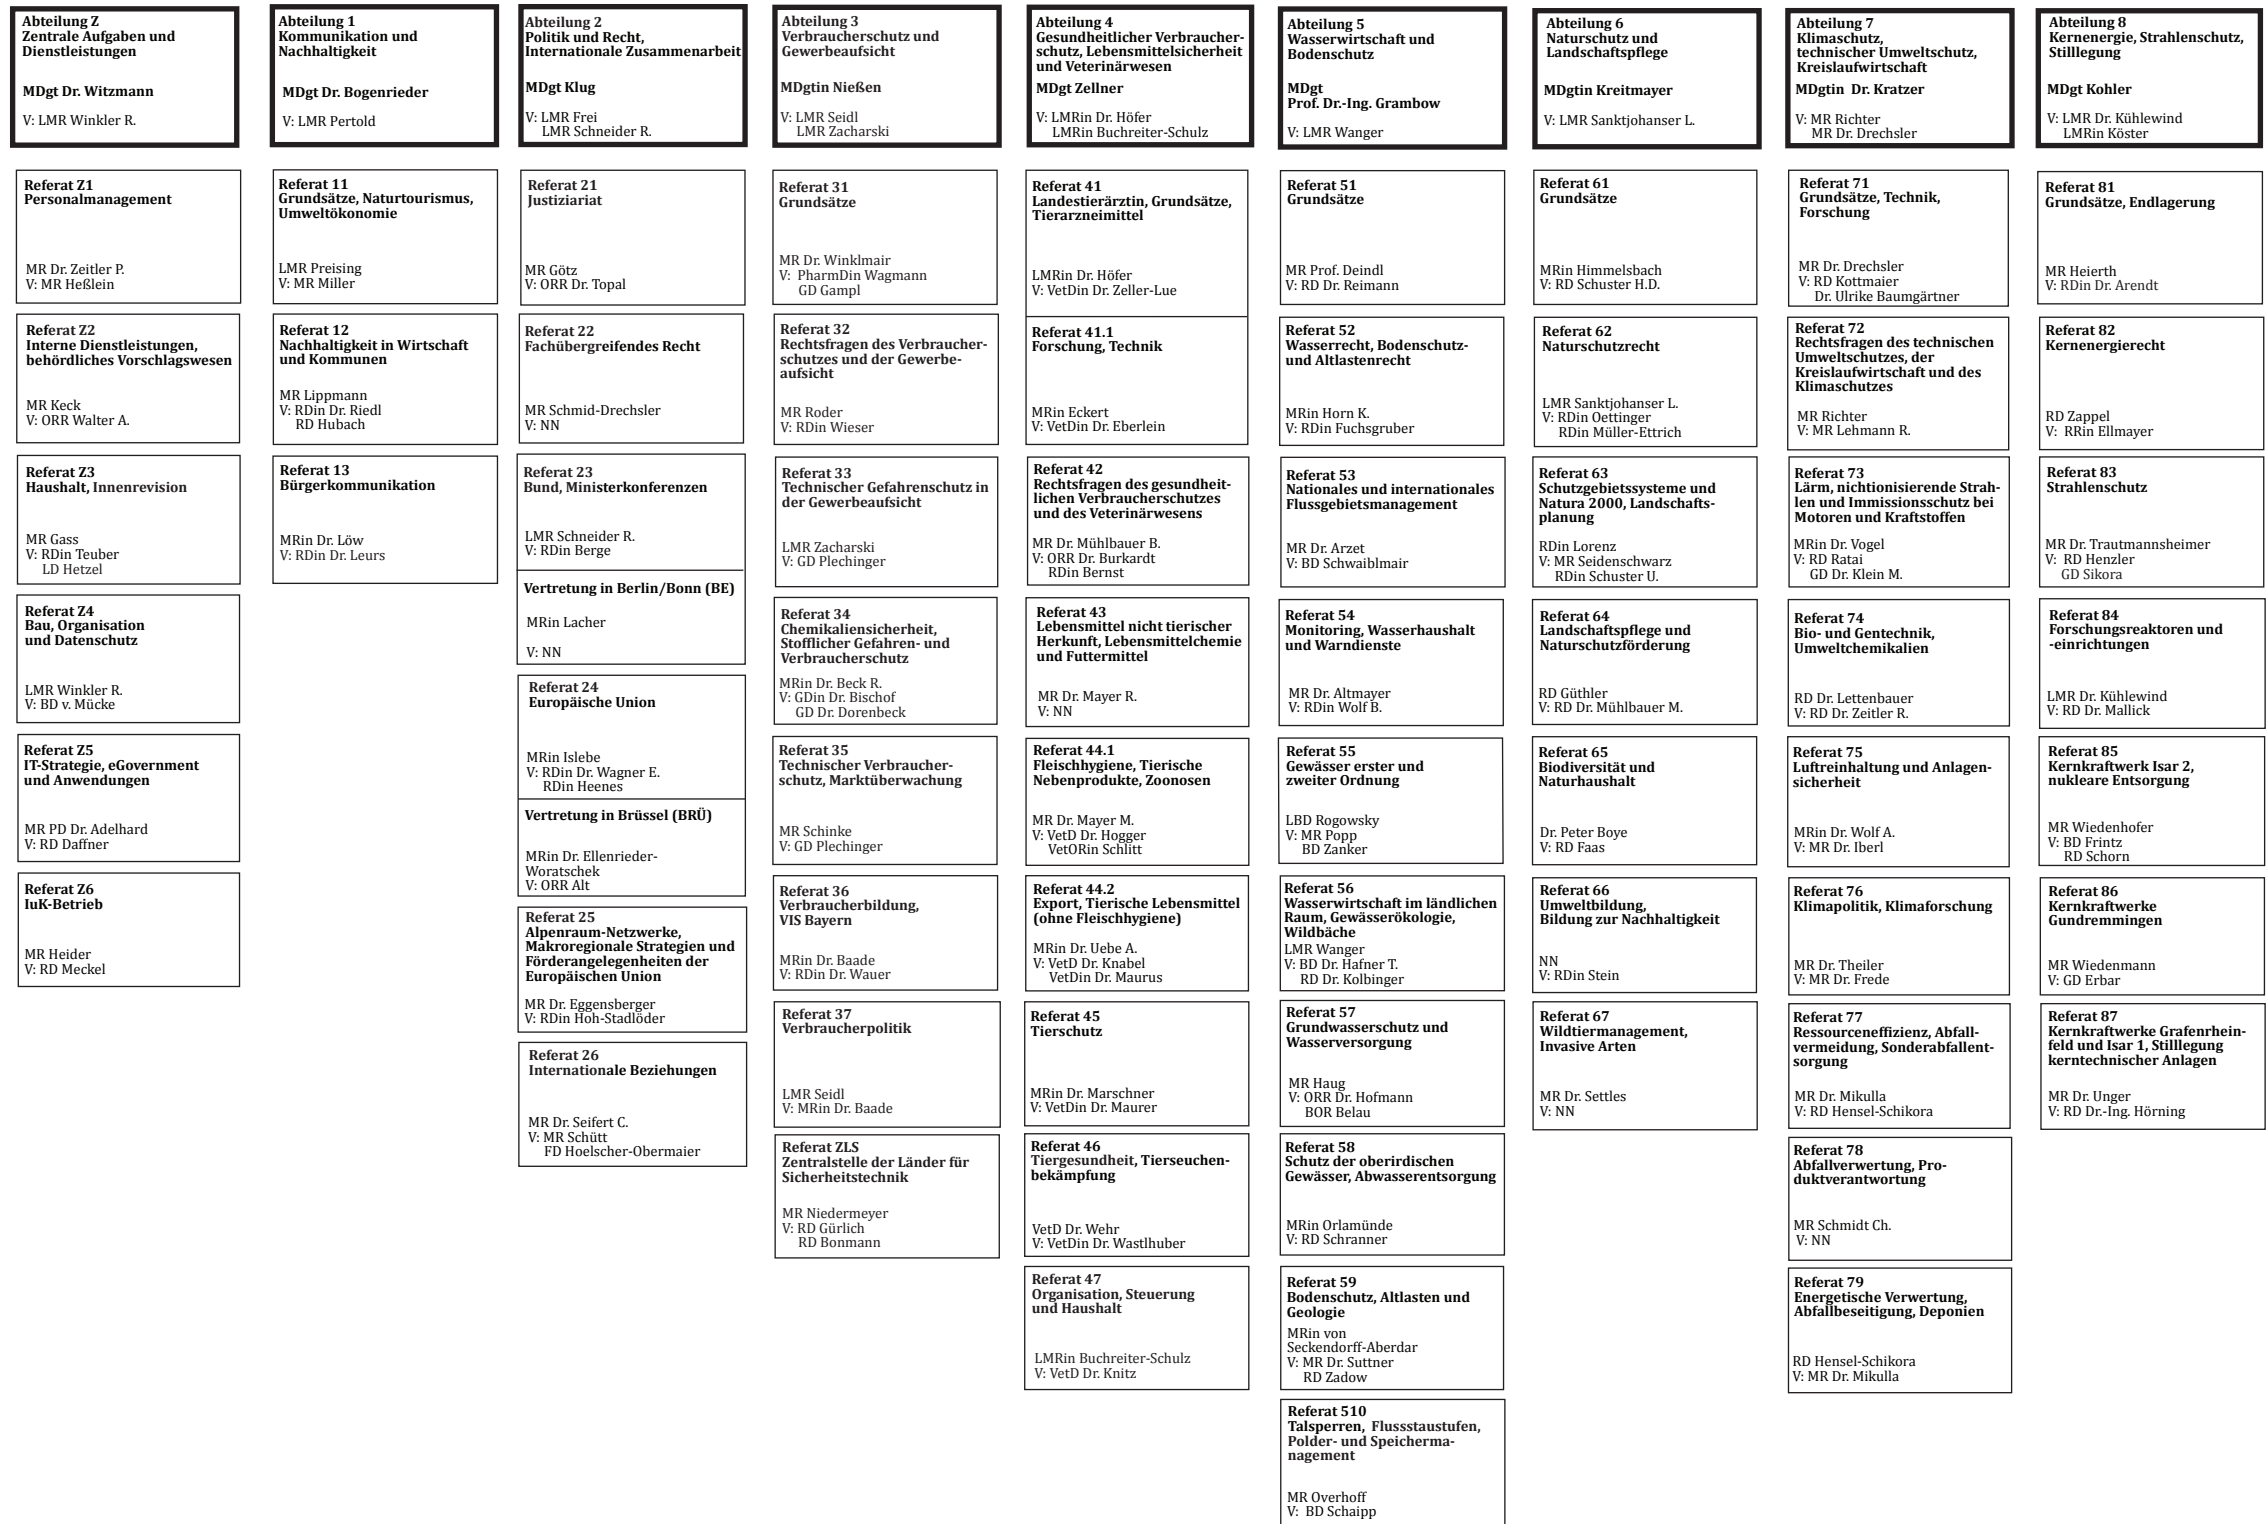 Abteilung Z
Zentrale Aufgaben und
Dienstleistungen
MDgt Dr. Witzmann
V: LMR Winkler R.
Referat Z1
Personalmanagement
MR Dr. Zeitler P.
V: MR Heßlein
Referat Z2
Interne Dienstleistungen,
behördliches Vorschlagswesen
MR Keck
V: ORR Walter A.
Referat Z3
Haushalt, Innenrevision
MR Gass
V: RDin Teuber
LD Hetzel
Referat Z4
Bau, Organisation
und Datenschutz
LMR Winkler R.
V: BD v. Mücke
Referat Z5
IT-Strategie, eGovernment
und Anwendungen
MR PD Dr. Adelhard
V: RD Daffner
Referat Z6
IuK-Betrieb
MR Heider
V: RD Meckel
Abteilung 1
Kommunikation und
Nachhaltigkeit
MDgt Dr. Bogenrieder
V: LMR Pertold
Referat 11
Grundsätze, Naturtourismus,
Umweltökonomie
LMR Preising
V: MR Miller
Referat 12
Nachhaltigkeit in Wirtschaft
und Kommunen
MR Lippmann
V: RDin Dr. Riedl
RD Hubach
Referat 13
Bürgerkommunikation
MRin Dr. Löw
V: RDin Dr. Leurs
Abteilung 2
Politik und Recht,
Internationale Zusammenarbeit
MDgt Klug
V: LMR Frei
LMR Schneider R.
Referat 21
Justiziariat
MR Götz
V: ORR Dr. Topal
Referat 22
Fachübergreifendes Recht
MR Schmid-Drechsler
V: NN
Referat 23
Bund, Ministerkonferenzen
LMR Schneider R.
V: RDin Berge
Vertretung in Berlin/Bonn (BE)
MRin Lacher
V: NN
Referat 24
Europäische Union
MRin Islebe
V: RDin Dr. Wagner E.
RDin Heenes
Vertretung in Brüssel (BRÜ)
MRin Dr. Ellenrieder-
Woratschek
V: ORR Alt
Referat 25
Alpenraum-Netzwerke,
Makroregionale Strategien und
Förderangelegenheiten der
Europäischen Union
MR Dr. Eggensberger
V: RDin Hoh-Stadlöder
Referat 26
Internationale Beziehungen
MR Dr. Seifert C.
V: MR Schütt
FD Hoelscher-Obermaier
Abteilung 3
Verbraucherschutz und
Gewerbeaufsicht
MDgtin Nießen
V: LMR Seidl
LMR Zacharski
Referat 31
Grundsätze
MR Dr. Winklmair
V: PharmDin Wagmann
GD Gampl
Referat 32
Rechtsfragen des Verbraucher-
schutzes und der Gewerbe-
aufsicht
MR Roder
V: RDin Wieser
Referat 33
Technischer Gefahrenschutz in
der Gewerbeaufsicht
LMR Zacharski
V: GD Plechinger
Referat 34
Chemikaliensicherheit,
Stofflicher Gefahren- und
Verbraucherschutz
MRin Dr. Beck R.
V: GDin Dr. Bischof
GD Dr. Dorenbeck
Referat 35
Technischer Verbraucher-
schutz, Marktüberwachung
MR Schinke
V: GD Plechinger
Referat 36
Verbraucherbildung,
VIS Bayern
MRin Dr. Baade
V: RDin Dr. Wauer
Referat 37
Verbraucherpolitik
LMR Seidl
V: MRin Dr. Baade
Referat ZLS
Zentralstelle der Länder für
Sicherheitstechnik
MR Niedermeyer
V: RD Gürlich
RD Bonmann
Abteilung 4
Gesundheitlicher Verbraucher-
schutz, Lebensmittelsicherheit
und Veterinärwesen
MDgt Zellner
V: LMRin Dr. Höfer
LMRin Buchreiter-Schulz
Referat 41
Landestierärztin, Grundsätze,
Tierarzneimittel
LMRin Dr. Höfer
V: VetDin Dr. Zeller-Lue
Referat 41.1
Forschung, Technik
MRin Eckert
V: VetDin Dr. Eberlein
Referat 42
Rechtsfragen des gesundheit-
lichen Verbraucherschutzes
und des Veterinärwesens
MR Dr. Mühlbauer B.
V: ORR Dr. Burkardt
RDin Bernst
Referat 43
Lebensmittel nicht tierischer
Herkunft, Lebensmittelchemie
und Futtermittel
MR Dr. Mayer R.
V: NN
Referat 44.1
Fleischhygiene, Tierische
Nebenprodukte, Zoonosen
MR Dr. Mayer M.
V: VetD Dr. Hogger
VetORin Schlitt
Referat 44.2
Export, Tierische Lebensmittel
(ohne Fleischhygiene)
MRin Dr. Uebe A.
V: VetD Dr. Knabel
VetDin Dr. Maurus
Referat 45
Tierschutz
MRin Dr. Marschner
V: VetDin Dr. Maurer
Referat 46
Tiergesundheit, Tierseuchen-
bekämpfung
VetD Dr. Wehr
V: VetDin Dr. Wastlhuber
Referat 47
Organisation, Steuerung
und Haushalt
LMRin Buchreiter-Schulz
V: VetD Dr. Knitz
Abteilung 5
Wasserwirtschaft und
Bodenschutz
MDgt
Prof. Dr.-Ing. Grambow
V: LMR Wanger
Referat 51
Grundsätze
MR Prof. Deindl
V: RD Dr. Reimann
Referat 52
Wasserrecht, Bodenschutz-
und Altlastenrecht
MRin Horn K.
V: RDin Fuchsgruber
Referat 53
Nationales und internationales
Flussgebietsmanagement
MR Dr. Arzet
V: BD Schwaiblmair
Referat 54
Monitoring, Wasserhaushalt
und Warndienste
MR Dr. Altmayer
V: RDin Wolf B.
Referat 55
Gewässer erster und
zweiter Ordnung
LBD Rogowsky
V: MR Popp
BD Zanker
Referat 56
Wasserwirtschaft im ländlichen
Raum, Gewässerökologie,
Wildbäche
LMR Wanger
V: BD Dr. Hafner T.
RD Dr. Kolbinger
Referat 57
Grundwasserschutz und
Wasserversorgung
MR Haug
V: ORR Dr. Hofmann
BOR Belau
Referat 58
Schutz der oberirdischen
Gewässer, Abwasserentsorgung
MRin Orlamünde
V: RD Schranner
Referat 59
Bodenschutz, Altlasten und
Geologie
MRin von
Seckendorff-Aberdar
V: MR Dr. Suttner
RD Zadow
Referat 510
Talsperren, Flussstaustufen,
Polder- und Speicherma-
nagement
MR Overhoff
V: BD Schaipp
Abteilung 6
Naturschutz und
Landschaftspflege
MDgtin Kreitmayer
V: LMR Sanktjohanser L.
Referat 61
Grundsätze
MRin Himmelsbach
V: RD Schuster H.D.
Referat 62
Naturschutzrecht
LMR Sanktjohanser L.
V: RDin Oettinger
RDin Müller-Ettrich
Referat 63
Schutzgebietssysteme und
Natura 2000, Landschafts-
planung
RDin Lorenz
V: MR Seidenschwarz
RDin Schuster U.
Referat 64
Landschaftspflege und
Naturschutzförderung
RD Güthler
V: RD Dr. Mühlbauer M.
Referat 65
Biodiversität und
Naturhaushalt
Dr. Peter Boye
V: RD Faas
Referat 66
Umweltbildung,
Bildung zur Nachhaltigkeit
NN
V: RDin Stein
Referat 67
Wildtiermanagement,
Invasive Arten
MR Dr. Settles
V: NN
Abteilung 7
Klimaschutz,
technischer Umweltschutz,
Kreislaufwirtschaft
MDgtin Dr. Kratzer
V: MR Richter
MR Dr. Drechsler
Referat 71
Grundsätze, Technik,
Forschung
MR Dr. Drechsler
V: RD Kottmaier
Dr. Ulrike Baumgärtner
Referat 72
Rechtsfragen des technischen
Umweltschutzes, der
Kreislaufwirtschaft und des
Klimaschutzes
MR Richter
V: MR Lehmann R.
Referat 73
Lärm, nichtionisierende Strah-
len und Immissionsschutz bei
Motoren und Kraftstoffen
MRin Dr. Vogel
V: RD Ratai
GD Dr. Klein M.
Referat 74
Bio- und Gentechnik,
Umweltchemikalien
RD Dr. Lettenbauer
V: RD Dr. Zeitler R.
Referat 75
Luftreinhaltung und Anlagen-
sicherheit
MRin Dr. Wolf A.
V: MR Dr. Iberl
Referat 76
Klimapolitik, Klimaforschung
MR Dr. Theiler
V: MR Dr. Frede
Referat 77
Ressourceneffizienz, Abfall-
vermeidung, Sonderabfallent-
sorgung
MR Dr. Mikulla
V: RD Hensel-Schikora
Referat 78
Abfallverwertung, Pro-
duktverantwortung
MR Schmidt Ch.
V: NN
Referat 79
Energetische Verwertung,
Abfallbeseitigung, Deponien
RD Hensel-Schikora
V: MR Dr. Mikulla
Abteilung 8
Kernenergie, Strahlenschutz,
Stilllegung
MDgt Kohler
V: LMR Dr. Kühlewind
LMRin Köster
Referat 81
Grundsätze, Endlagerung
MR Heierth
V: RDin Dr. Arendt
Referat 82
Kernenergierecht
RD Zappel
V: RRin Ellmayer
Referat 83
Strahlenschutz
MR Dr. Trautmannsheimer
V: RD Henzler
GD Sikora
Referat 84
Forschungsreaktoren und
-einrichtungen
LMR Dr. Kühlewind
V: RD Dr. Mallick
Referat 85
Kernkraftwerk Isar 2,
nukleare Entsorgung
MR Wiedenhofer
V: BD Frintz
RD Schorn
Referat 86
Kernkraftwerke
Gundremmingen
MR Wiedenmann
V: GD Erbar
Referat 87
Kernkraftwerke Grafenrhein-
feld und Isar 1, Stilllegung
kerntechnischer Anlagen
MR Dr. Unger
V: RD Dr.-Ing. Hörning